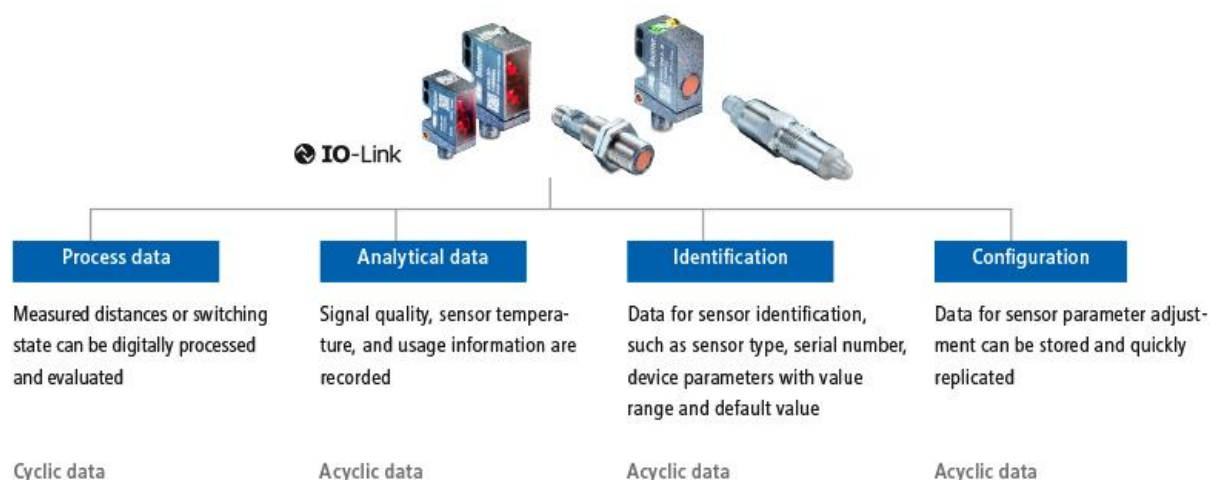 IO-Link
Process data
Measured distances or switching
state can be digitally processed
and evaluated
Cyclic data
Analytical data
Signal quality, sensor tempera-
ture, and usage information are
recorded
Acyclic data
Identification
Data for sensor identification,
such as sensor type, serial number,
device parameters with value
range and default value
Acyclic data
Configuration
Data for sensor parameter adjust-
ment can be stored and quickly
replicated
Acyclic data